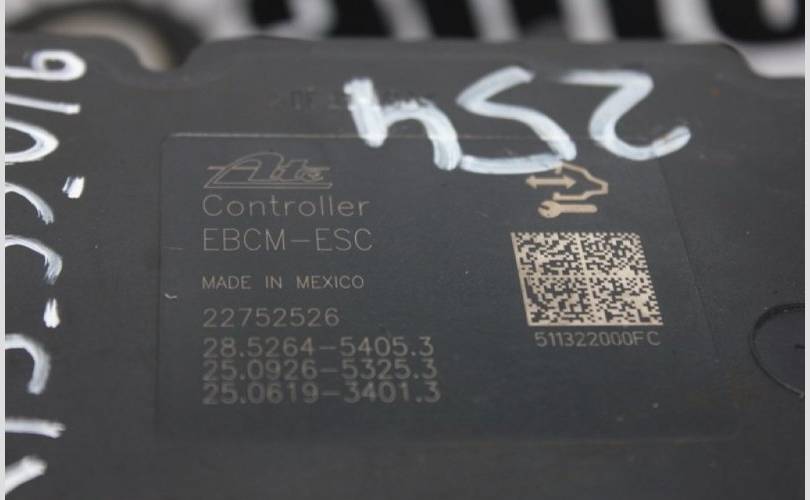 Ate
Controller
EBCM-ESC
MADE IN MEXICO
22752526
28.5264-5405.3
25.0926-5325.3
25.0619-3401.3
511322000FC
254